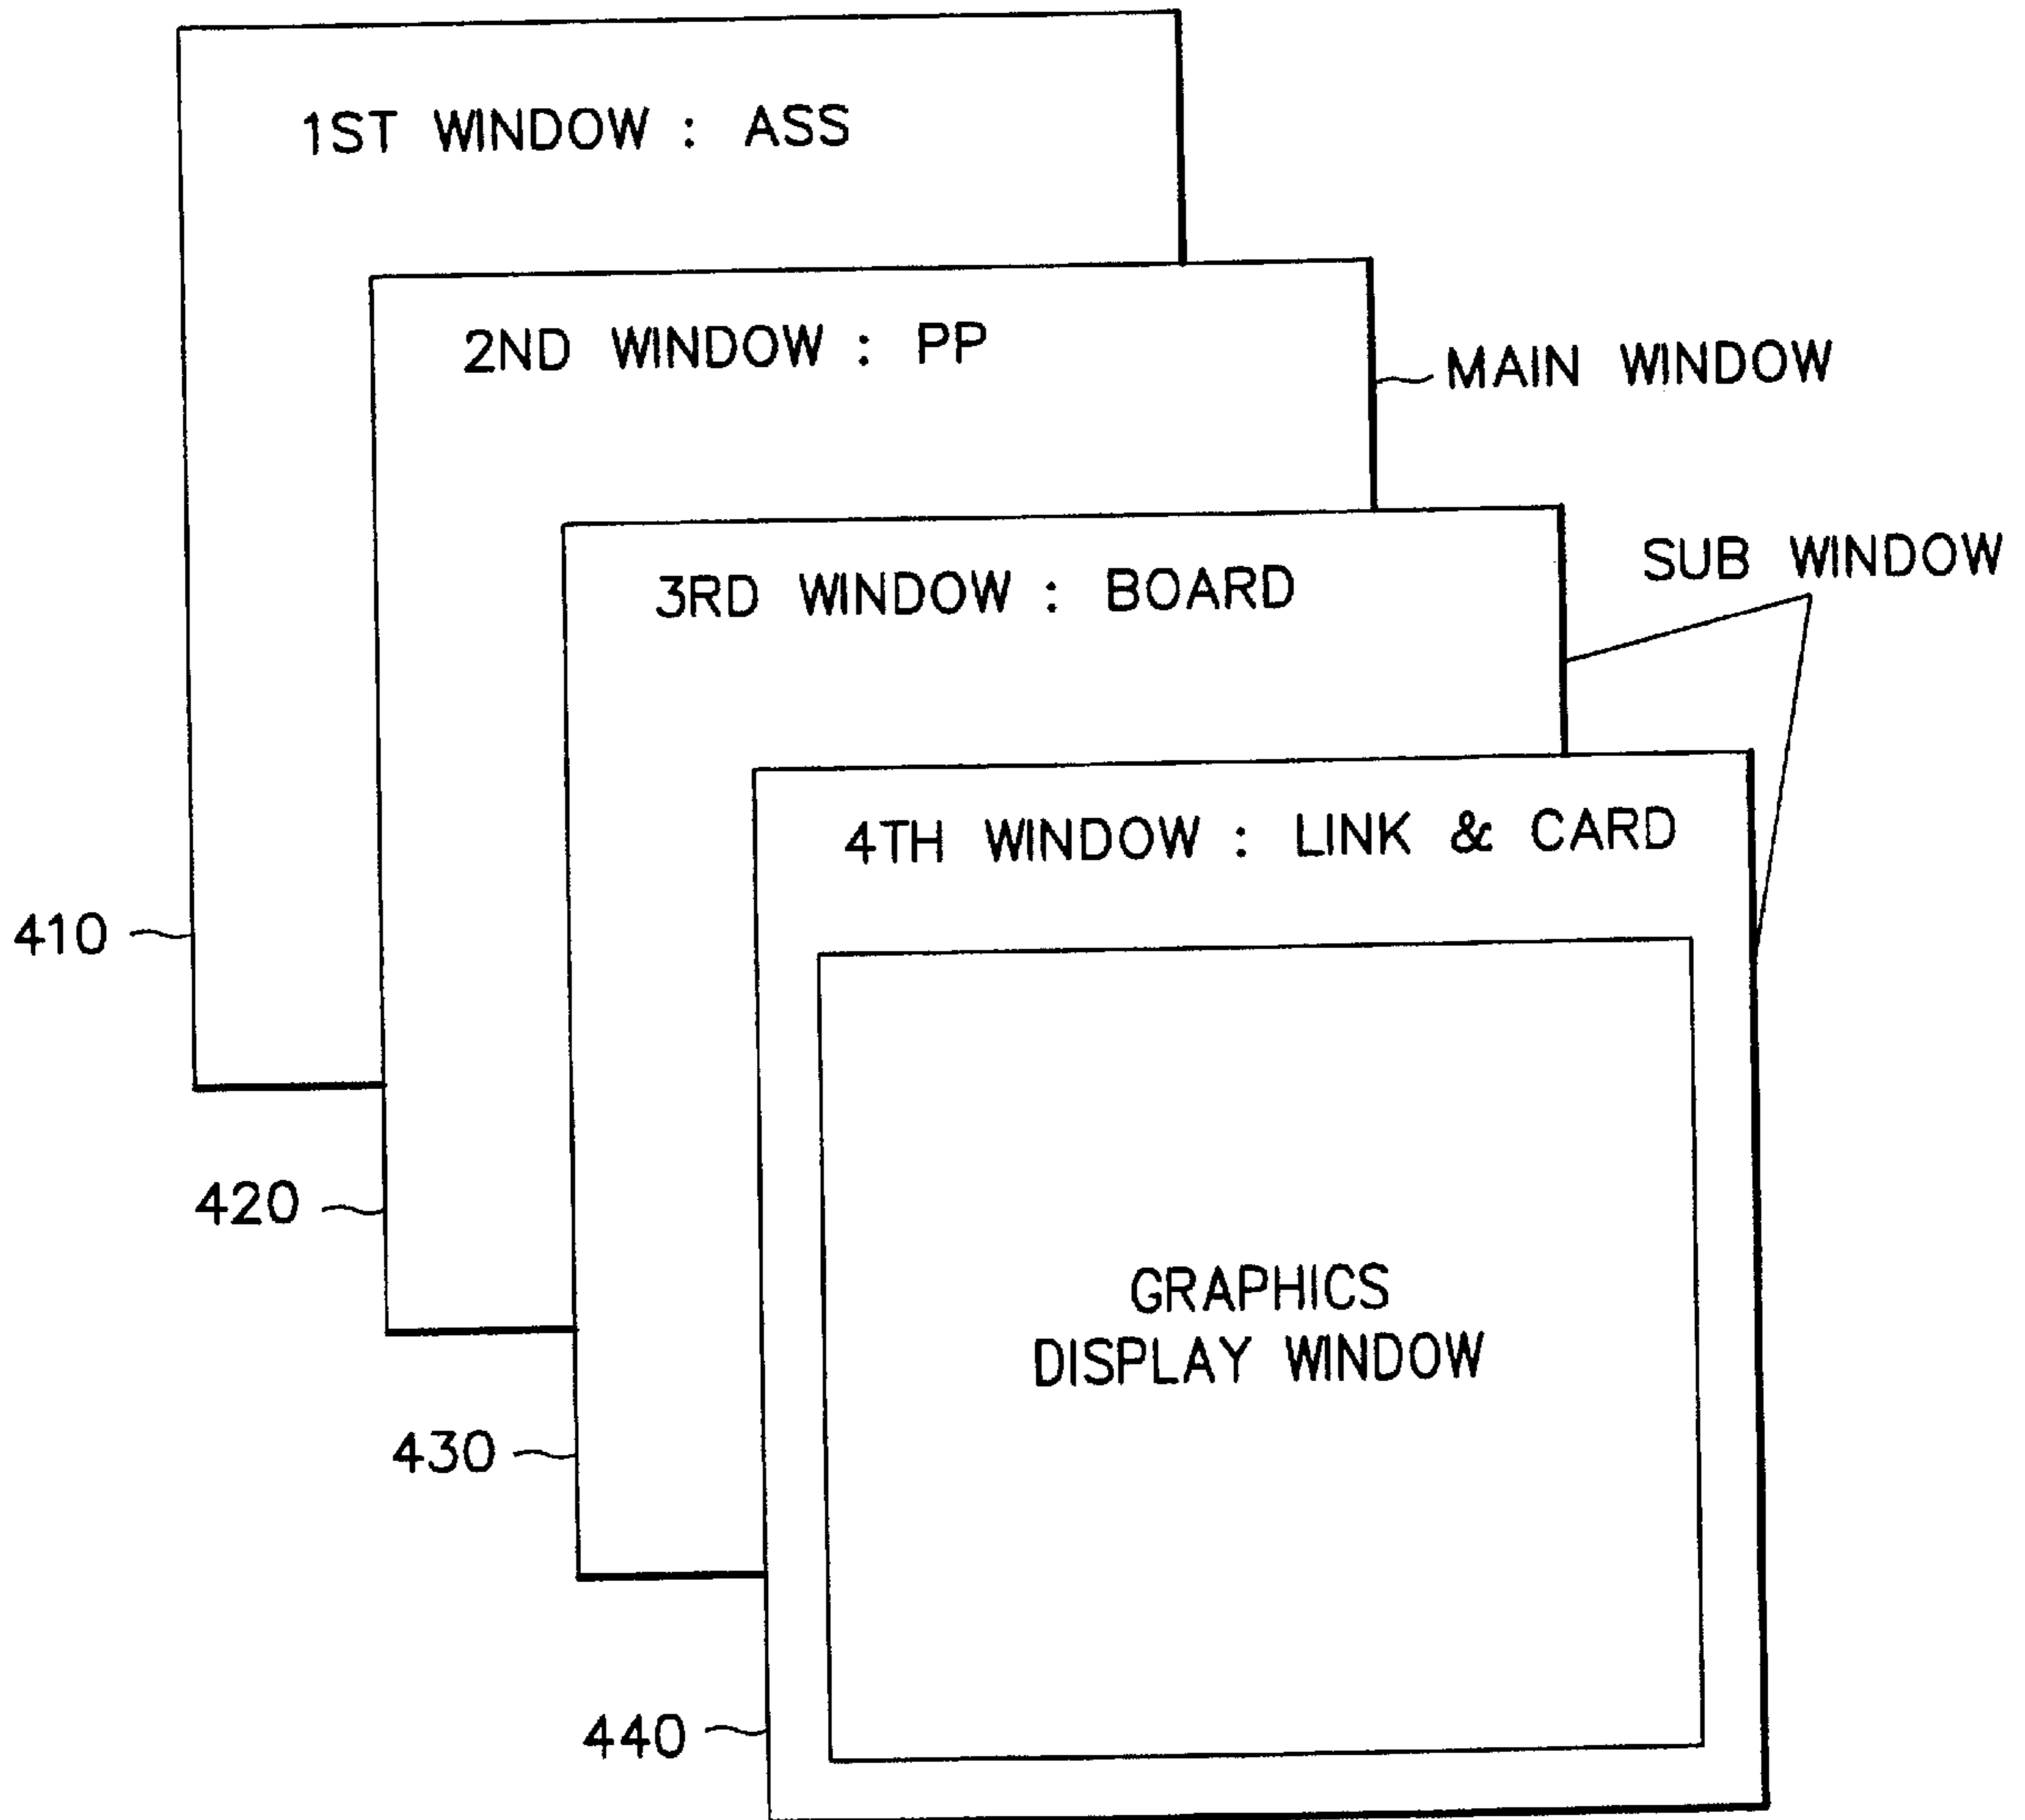 1ST WINDOW : ASS
2ND WINDOW : PP
MAIN WINDOW
SUB WINDOW
3RD WINDOW : BOARD
4TH WINDOW : LINK & CARD
410
GRAPHICS
DISPLAY WINDOW
420
430
440